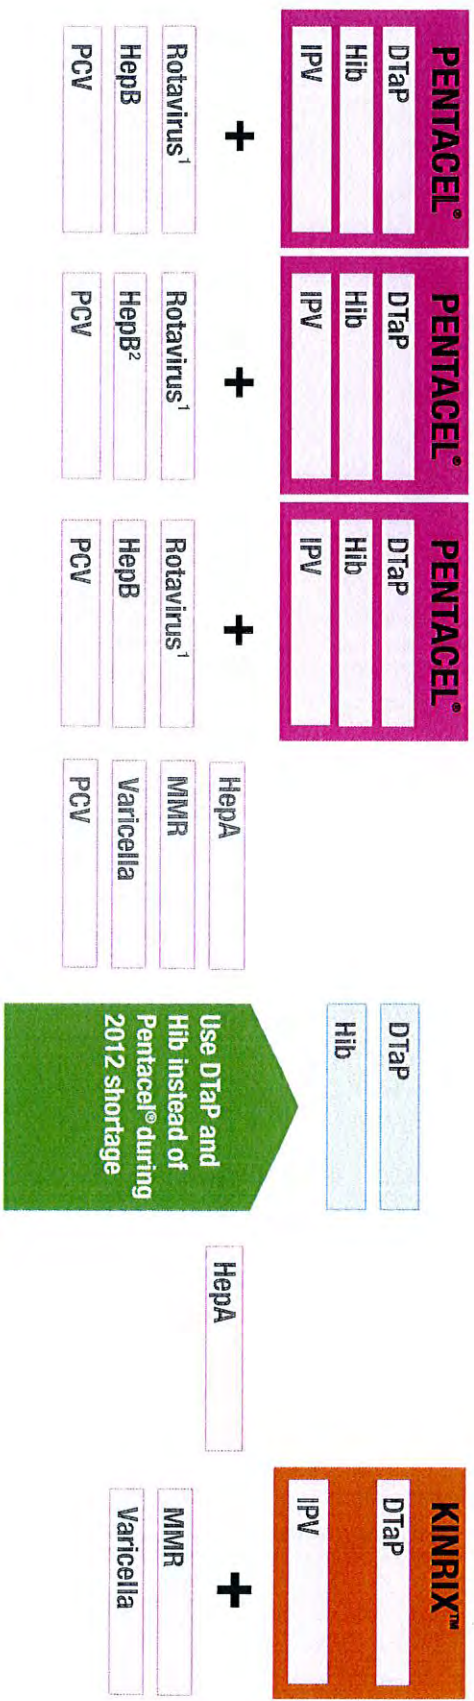 PENTACEL®
DTaP
Hib
IPV
+
Rotavirus¹
HepB
PCV
PENTACEL®
DTaP
Hib
IPV
+
Rotavirus¹
HepB²
PCV
PENTACEL®
DTaP
Hib
IPV
+
Rotavirus¹
HepB
PCV
HepA
MMR
Varicella
PCV
DTaP
Hib
Use DTaP and
Hib instead of
Pentacel® during
2012 shortage
HepA
KINRIX™
DTaP
IPV
+
MMR
Varicella